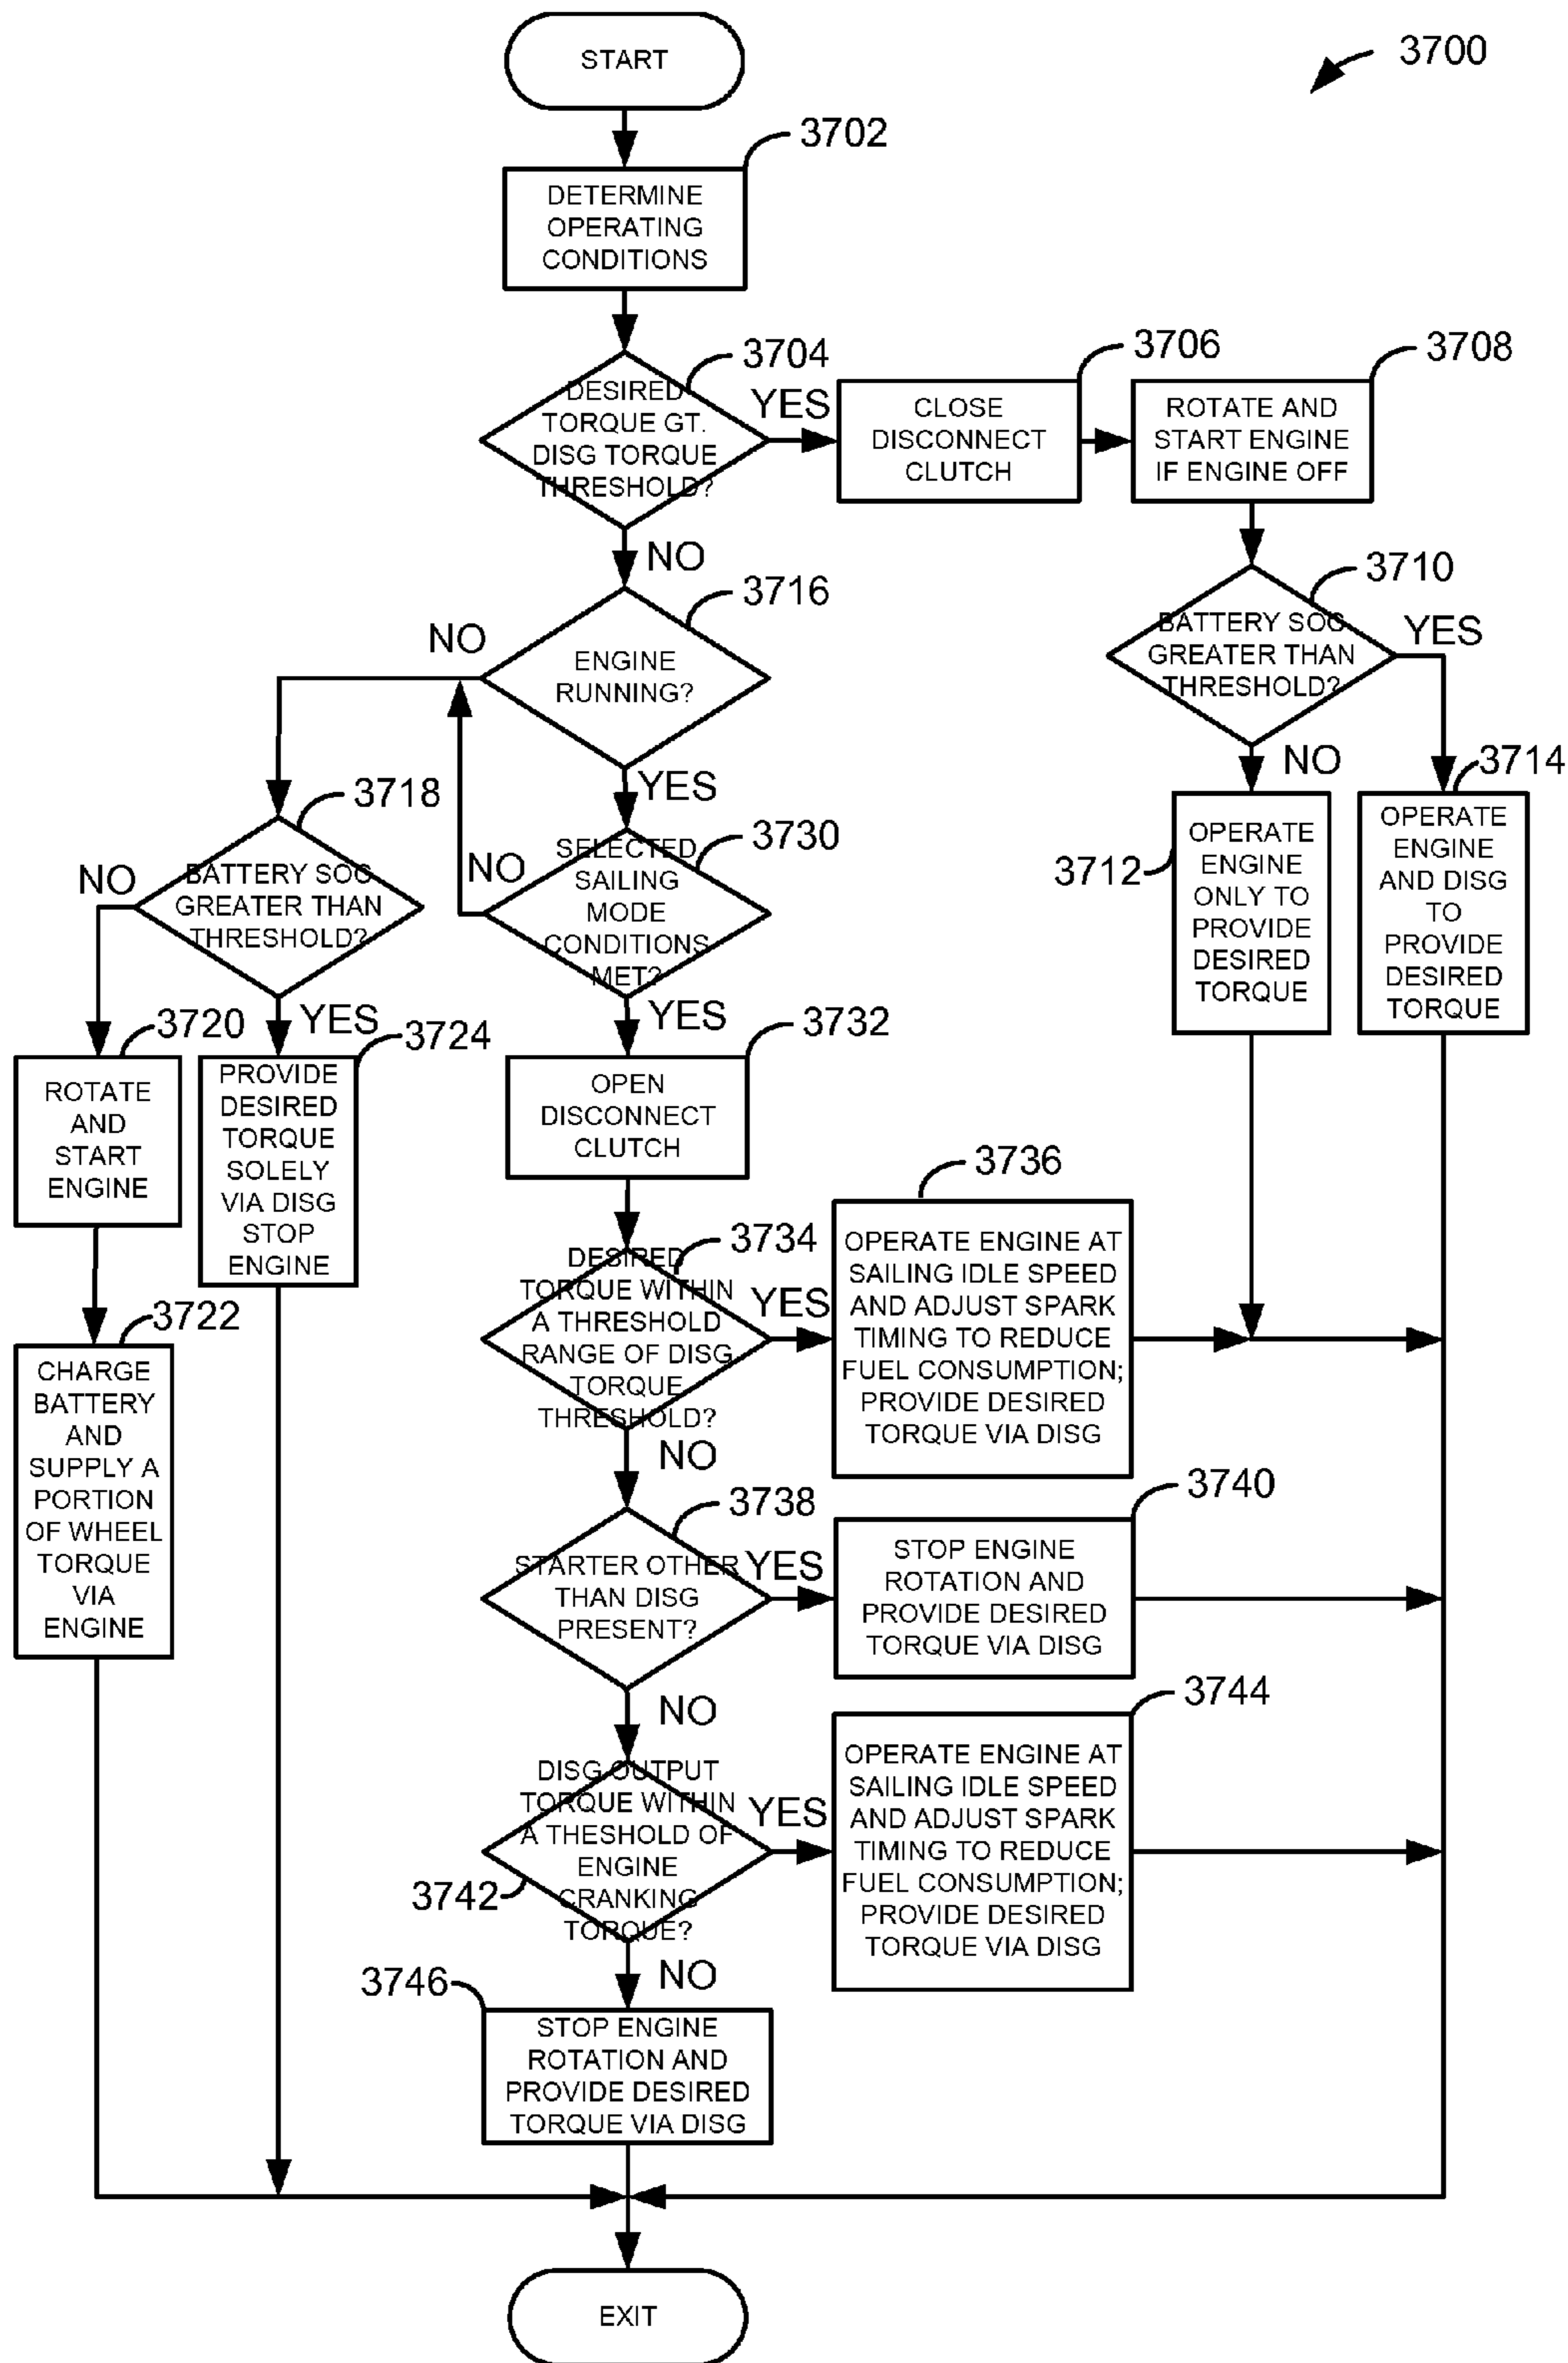 START
3700
3702
DETERMINE
OPERATING
CONDITIONS
3704
DESIRED
TORQUE GT.
DISG TORQUE
THRESHOLD?
YES
3706
CLOSE
DISCONNECT
CLUTCH
3708
ROTATE AND
START ENGINE
IF ENGINE OFF
NO
3710
BATTERY SOC
GREATER THAN
THRESHOLD?
YES
NO
3712
OPERATE
ENGINE
ONLY TO
PROVIDE
DESIRED
TORQUE
3714
OPERATE
ENGINE
AND DISG
TO
PROVIDE
DESIRED
TORQUE
3716
ENGINE
RUNNING?
NO
YES
3718
BATTERY SOC
GREATER THAN
THRESHOLD?
NO
YES
3720
ROTATE
AND
START
ENGINE
3724
PROVIDE
DESIRED
TORQUE
SOLELY
VIA DISG
STOP
ENGINE
3722
CHARGE
BATTERY
AND
SUPPLY A
PORTION
OF WHEEL
TORQUE
VIA
ENGINE
3730
SELECTED
SAILING
MODE
CONDITIONS
MET?
NO
YES
3732
OPEN
DISCONNECT
CLUTCH
3734
DESIRED
TORQUE WITHIN
A THRESHOLD
RANGE OF DISG
TORQUE
THRESHOLD?
YES
3736
OPERATE ENGINE AT
SAILING IDLE SPEED
AND ADJUST SPARK
TIMING TO REDUCE
FUEL CONSUMPTION;
PROVIDE DESIRED
TORQUE VIA DISG
NO
3738
STARTER OTHER
THAN DISG
PRESENT?
YES
3740
STOP ENGINE
ROTATION AND
PROVIDE DESIRED
TORQUE VIA DISG
NO
3742
DISG OUTPUT
TORQUE WITHIN
A THESHOLD OF
ENGINE
CRANKING
TORQUE?
YES
3744
OPERATE ENGINE AT
SAILING IDLE SPEED
AND ADJUST SPARK
TIMING TO REDUCE
FUEL CONSUMPTION;
PROVIDE DESIRED
TORQUE VIA DISG
NO
3746
STOP ENGINE
ROTATION AND
PROVIDE DESIRED
TORQUE VIA DISG
EXIT